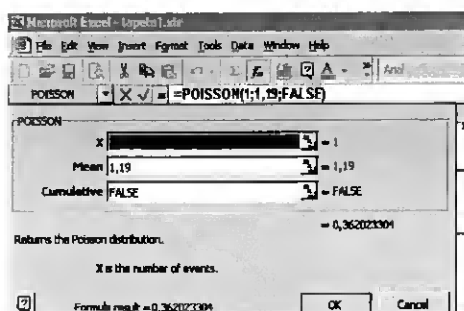 Microsoft Excel -
File Edit View Insert Format Tools Data Window Help
Arial
POISSON =POISSON(1;1,19;FALSE)
POISSON
X = 1
Mean 1,19 = 1,19
Cumulative FALSE = FALSE
= 0,362023304
Returns the Poisson distribution.
X is the number of events.
Formula result =0,362023304 OK Cancel